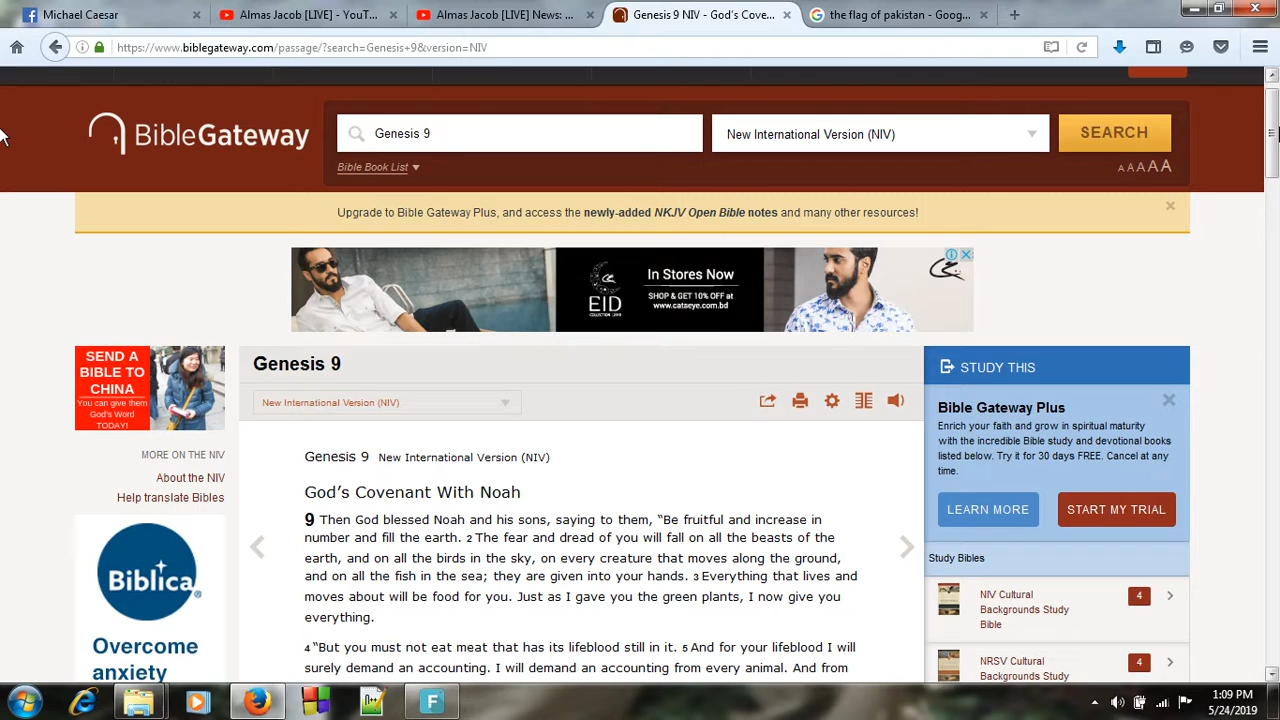 Michael Caesar
Almas Jacob [LIVE] - YouT...
Almas Jacob [LIVE] News: ...
Genesis 9 NIV - God's Cove...
the flag of pakistan - Goog...
https://www.biblegateway.com/passage/?search=Genesis+9&version=NIV
BibleGateway
Genesis 9
New International Version (NIV)
SEARCH
Bible Book List
A A A A A
Upgrade to Bible Gateway Plus, and access the newly-added NKJV Open Bible notes and many other resources!
EID
COLLECTION 2019
In Stores Now
SHOP & GET 10% OFF at
www.catseye.com.bd
SEND A
BIBLE TO
CHINA
You can give them
God's Word
TODAY!
MORE ON THE NIV
About the NIV
Help translate Bibles
Biblica®
Overcome
anxiety
Genesis 9
New International Version (NIV)
Genesis 9 New International Version (NIV)
God's Covenant With Noah
9 Then God blessed Noah and his sons, saying to them, “Be fruitful and increase in
number and fill the earth. 2 The fear and dread of you will fall on all the beasts of the
earth, and on all the birds in the sky, on every creature that moves along the ground,
and on all the fish in the sea; they are given into your hands. 3 Everything that lives and
moves about will be food for you. Just as I gave you the green plants, I now give you
everything.
4 “But you must not eat meat that has its lifeblood still in it. 5 And for your lifeblood I will
surely demand an accounting. I will demand an accounting from every animal. And from
STUDY THIS
Bible Gateway Plus
Enrich your faith and grow in spiritual maturity
with the incredible Bible study and devotional books
listed below. Try it for 30 days FREE. Cancel at any
time.
LEARN MORE
START MY TRIAL
Study Bibles
NIV Cultural
Backgrounds Study
Bible
4
NRSV Cultural
Backgrounds Study
4
F
1:09 PM
5/24/2019